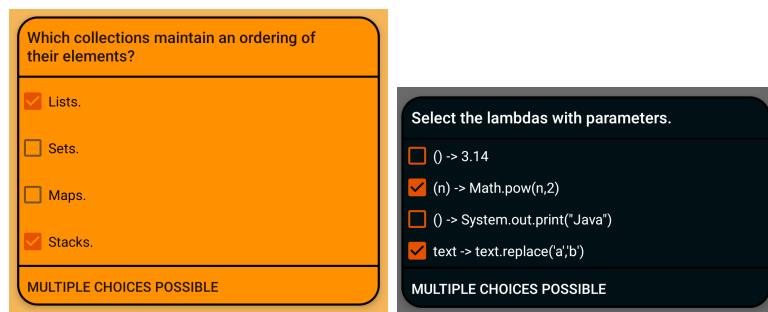 Which collections maintain an ordering of
their elements?
Lists.
Sets.
Maps.
Stacks.
MULTIPLE CHOICES POSSIBLE
Select the lambdas with parameters.
() -> 3.14
(n) -> Math.pow(n,2)
() -> System.out.print("Java")
text -> text.replace('a','b')
MULTIPLE CHOICES POSSIBLE